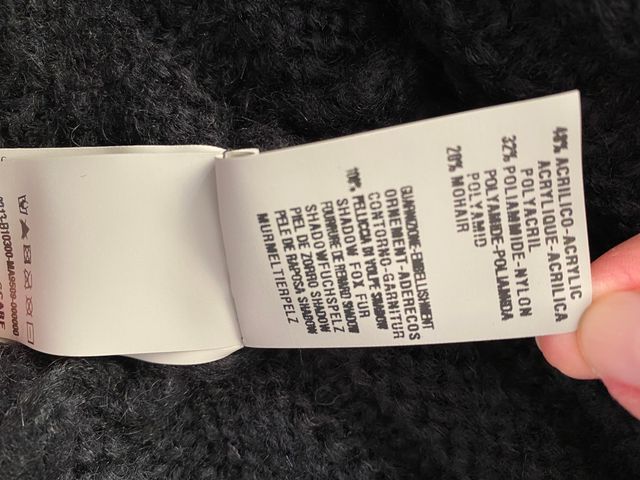 48% ACRILICO-ACRYLIC
ACRYLIQUE-ACRILICA
POLYACRIL
32% POLIAMMIDE-NYLON
POLYAMIDE-POLIAMIDA
POLYAMID
20% MOHAIR
GUARNIZIONE-EMBELLISHMENT
ORNEMENT-ADERECOS
CONTORNO-GARNITUR
100% PELLICCIA DI VOLPE SHADOW
SHADOW FOX FUR
FOURRURE DE RENARD SHADOW
SHADOWFUCHSPELZ
PIEL DE ZORRO SHADOW
PELE DE RAPOSA SHADOW
MURMELTIERPELZ